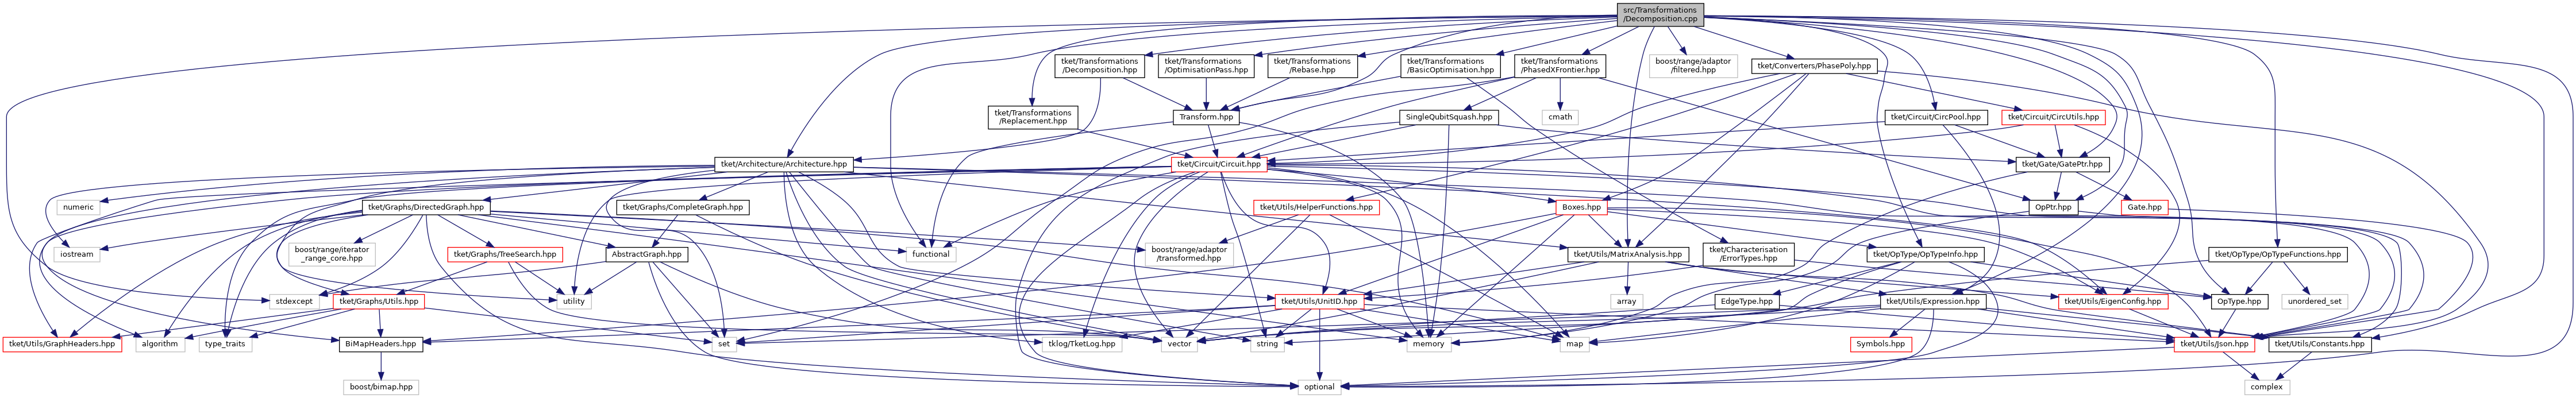 src/Transformations
/Decomposition.cpp
tket/Transformations
/Decomposition.hpp
tket/Transformations
/OptimisationPass.hpp
tket/Transformations
/Rebase.hpp
tket/Transformations
/BasicOptimisation.hpp
tket/Transformations
/PhasedXFrontier.hpp
boost/range/adaptor
/filtered.hpp
tket/Converters/PhasePoly.hpp
tket/Transformations
/Replacement.hpp
Transform.hpp
SingleQubitSquash.hpp
cmath
tket/Circuit/CircPool.hpp
tket/Circuit/CircUtils.hpp
tket/Architecture/Architecture.hpp
tket/Circuit/Circuit.hpp
tket/Gate/GatePtr.hpp
numeric
tket/Graphs/DirectedGraph.hpp
tket/Graphs/CompleteGraph.hpp
tket/Utils/HelperFunctions.hpp
Boxes.hpp
OpPtr.hpp
Gate.hpp
iostream
boost/range/iterator
_range_core.hpp
tket/Graphs/TreeSearch.hpp
AbstractGraph.hpp
functional
boost/range/adaptor
/transformed.hpp
tket/Utils/MatrixAnalysis.hpp
tket/Characterisation
/ErrorTypes.hpp
tket/OpType/OpTypeInfo.hpp
tket/OpType/OpTypeFunctions.hpp
stdexcept
tket/Graphs/Utils.hpp
utility
tket/Utils/UnitID.hpp
array
EdgeType.hpp
tket/Utils/Expression.hpp
tket/Utils/EigenConfig.hpp
OpType.hpp
unordered_set
tket/Utils/GraphHeaders.hpp
algorithm
type_traits
BiMapHeaders.hpp
set
tklog/TketLog.hpp
vector
string
memory
map
Symbols.hpp
tket/Utils/Json.hpp
tket/Utils/Constants.hpp
boost/bimap.hpp
optional
complex